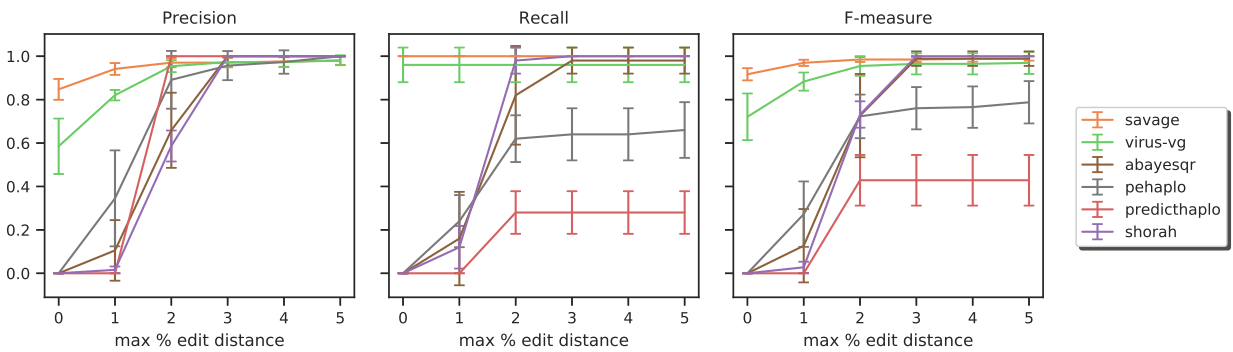 Precision
Recall
F-measure
1.0
0.8
0.6
0.4
0.2
0.0
0 1 2 3 4 5
0 1 2 3 4 5
0 1 2 3 4 5
max % edit distance
max % edit distance
max % edit distance
savage
virus-vg
abayesqr
pehaplo
predicthaplo
shorah